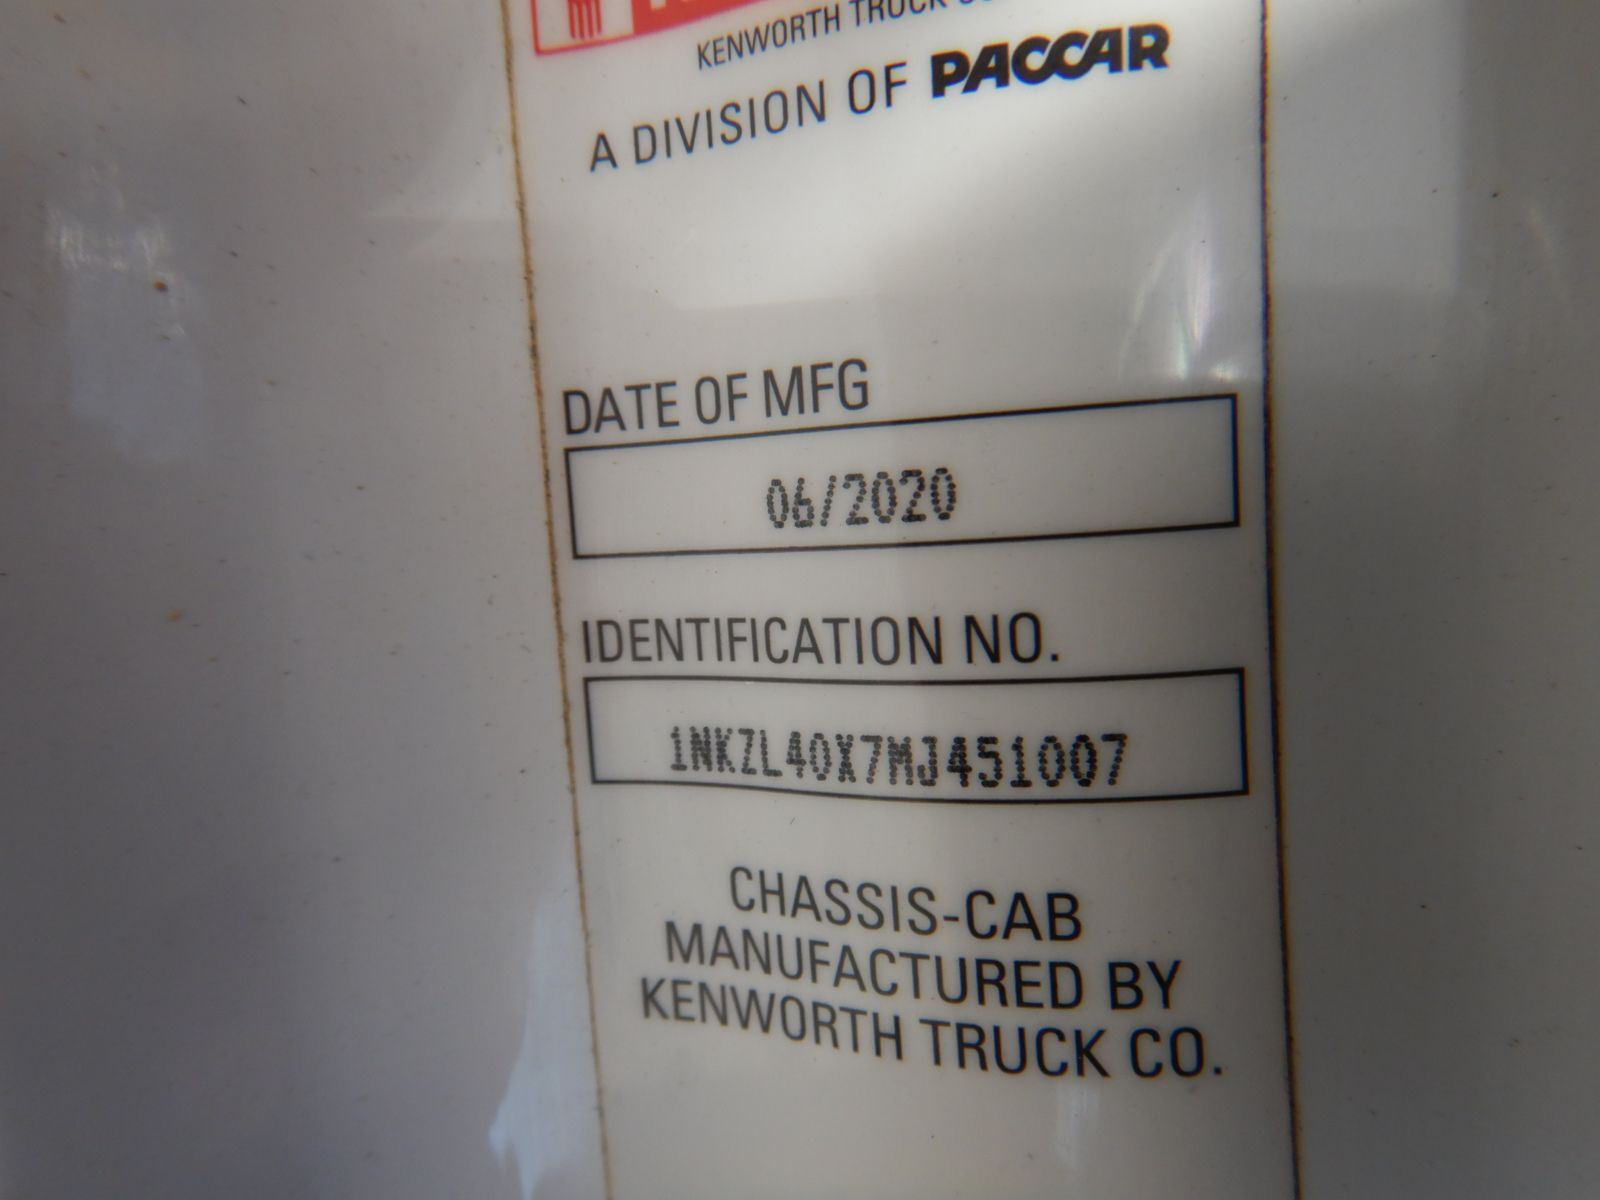 KENWORTH TRUCK
A DIVISION OF PACCAR
DATE OF MFG
06/2020
IDENTIFICATION NO.
1NKZL40X7MJ451007
CHASSIS-CAB
MANUFACTURED BY
KENWORTH TRUCK CO.